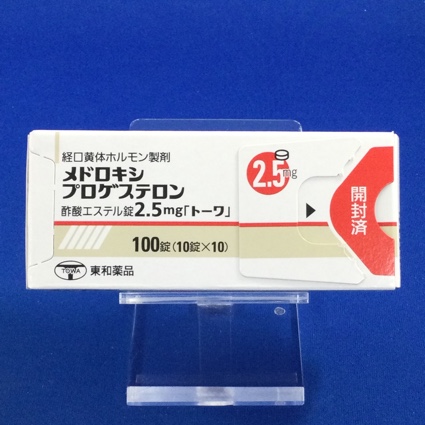 経口黄体ホルモン製剤
メドロキシ
プロゲステロン
酢酸エステル錠2.5mg「トーワ」
100錠(10錠×10)
TOWA 東和薬品
2.5mg
開封済